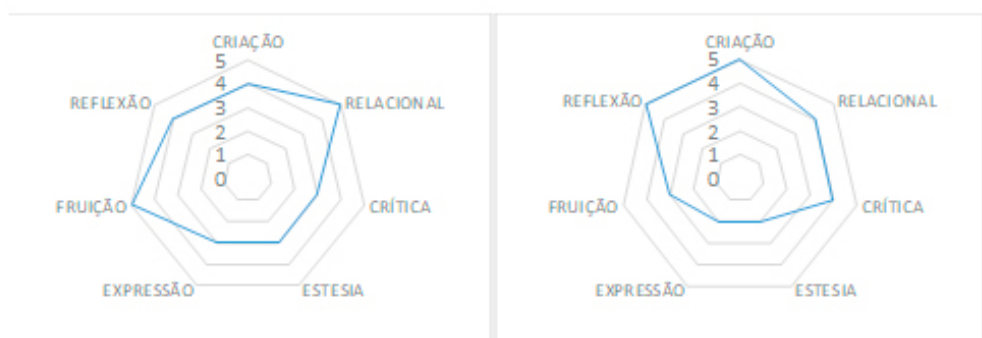 CRIAÇÃO
5
4
3
2
1
0
REFLEXÃO
RELACIONAL
FRUIÇÃO
CRÍTICA
EXPRESSÃO
ESTESIA
CRIAÇÃO
5
4
3
2
1
0
REFLEXÃO
RELACIONAL
FRUIÇÃO
CRÍTICA
EXPRESSÃO
ESTESIA